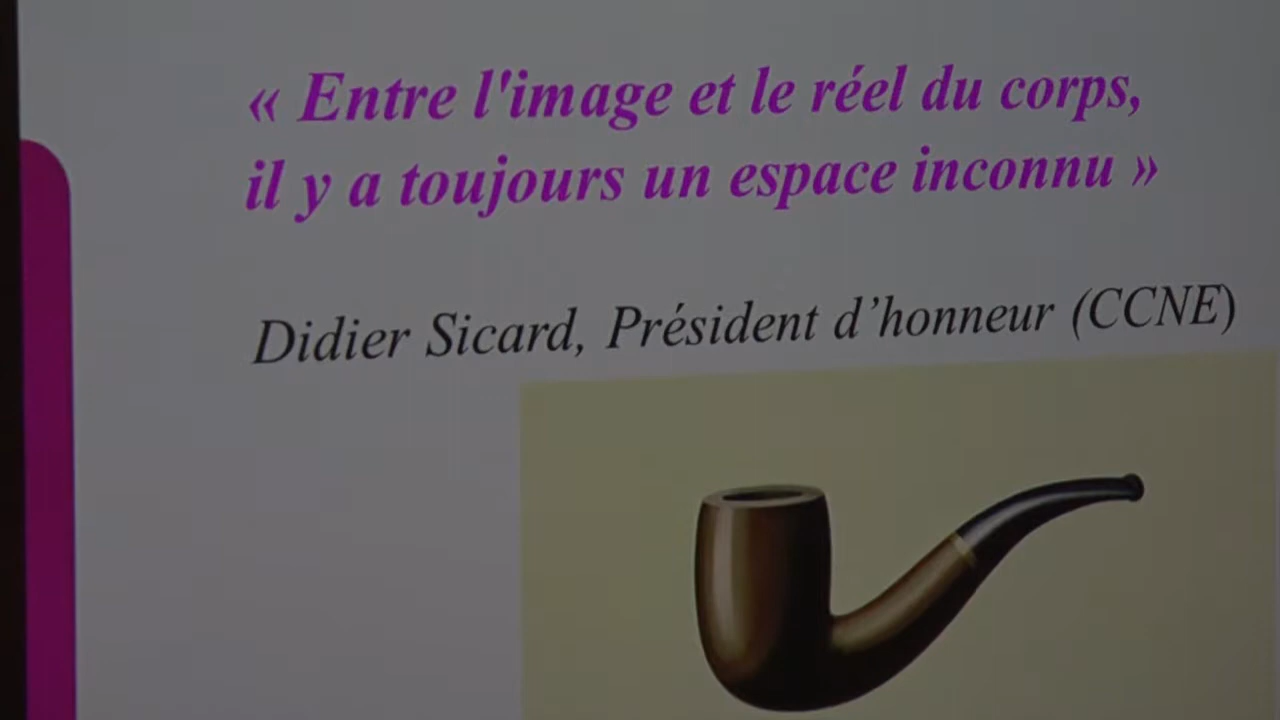 « Entre l'image et le réel du corps,
il y a toujours un espace inconnu »
Didier Sicard, Président d’honneur (CCNE)